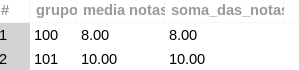 # grupo media notas soma_das_notas
1 100 8.00 8.00
2 101 10.00 10.00